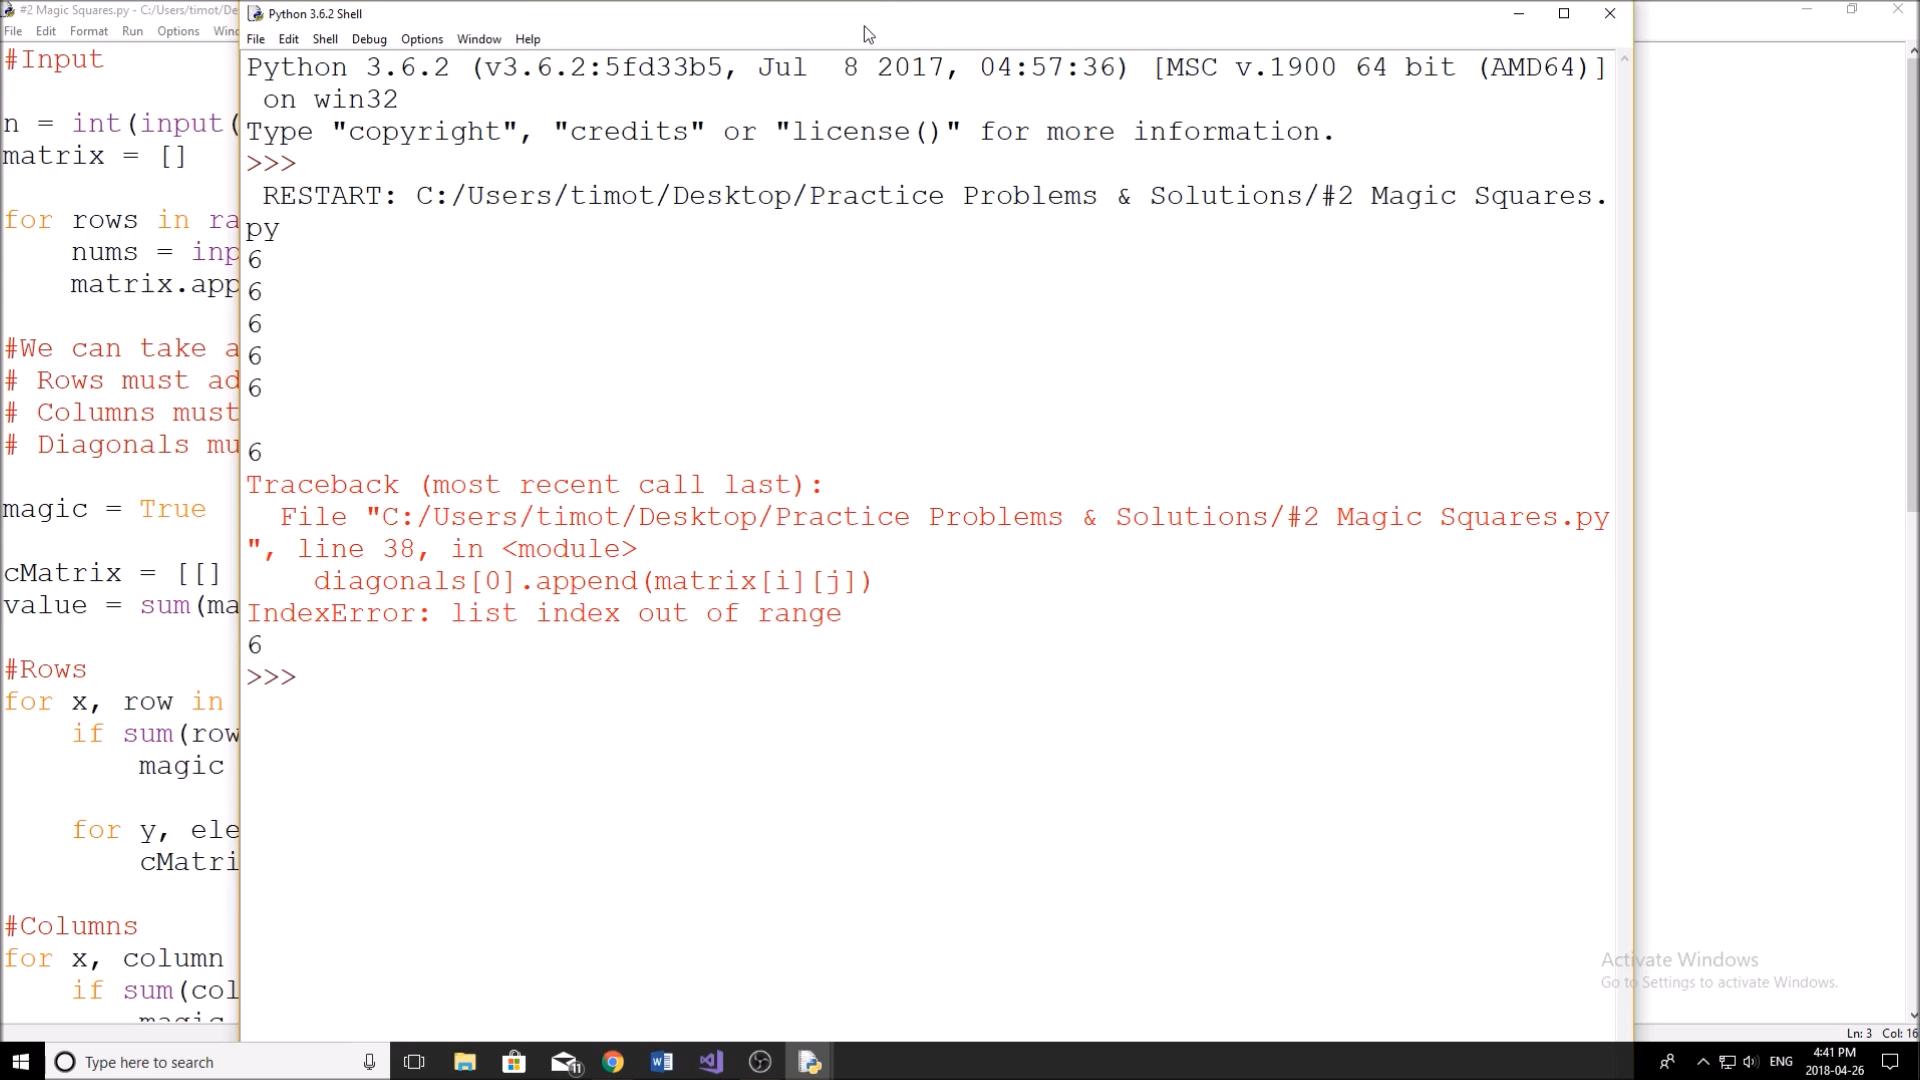 #2 Magic Squares.py - C:/Users/timot/De
File Edit Format Run Options Wind
#Input
n = int(input(
matrix = []
for rows in ra
nums = inp
matrix.app
#We can take a
# Rows must ad
# Columns must
# Diagonals mu
magic = True
cMatrix = [[]
value = sum(ma
#Rows
for x, row in
if sum(row
magic
for y, ele
cMatri
#Columns
for x, column
if sum(col
magic
Python 3.6.2 Shell
File Edit Shell Debug Options Window Help
Python 3.6.2 (v3.6.2:5fd33b5, Jul  8 2017, 04:57:36) [MSC v.1900 64 bit (AMD64)]
on win32
Type "copyright", "credits" or "license()" for more information.
>>>
RESTART: C:/Users/timot/Desktop/Practice Problems & Solutions/#2 Magic Squares.
py
6
6
6
6
6
6
Traceback (most recent call last):
File "C:/Users/timot/Desktop/Practice Problems & Solutions/#2 Magic Squares.py
", line 38, in <module>
diagonals[0].append(matrix[i][j])
IndexError: list index out of range
6
>>>
Activate Windows
Go to Settings to activate Windows.
Ln: 3 Col: 16
Type here to search
11
ENG
4:41 PM
2018-04-26